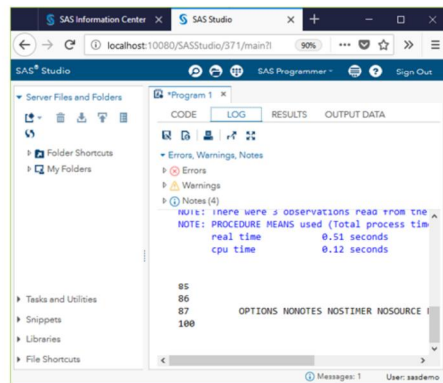 SAS Information Center
SAS Studio
localhost:10080/SASStudio/371/main?l
90%
SAS® Studio
SAS Programmer
Sign Out
Server Files and Folders
*Program 1
CODE
LOG
RESULTS
OUTPUT DATA
Errors, Warnings, Notes
Errors
Warnings
Notes (4)
Folder Shortcuts
My Folders
NOTE: There were 3 observations read from the
NOTE: PROCEDURE MEANS used (Total process time
real time 0.51 seconds
cpu time 0.12 seconds
85
86
87 OPTIONS NONOTES NOSTIMER NOSOURCE
100
Tasks and Utilities
Snippets
Libraries
File Shortcuts
Messages: 1
User: sasdemo